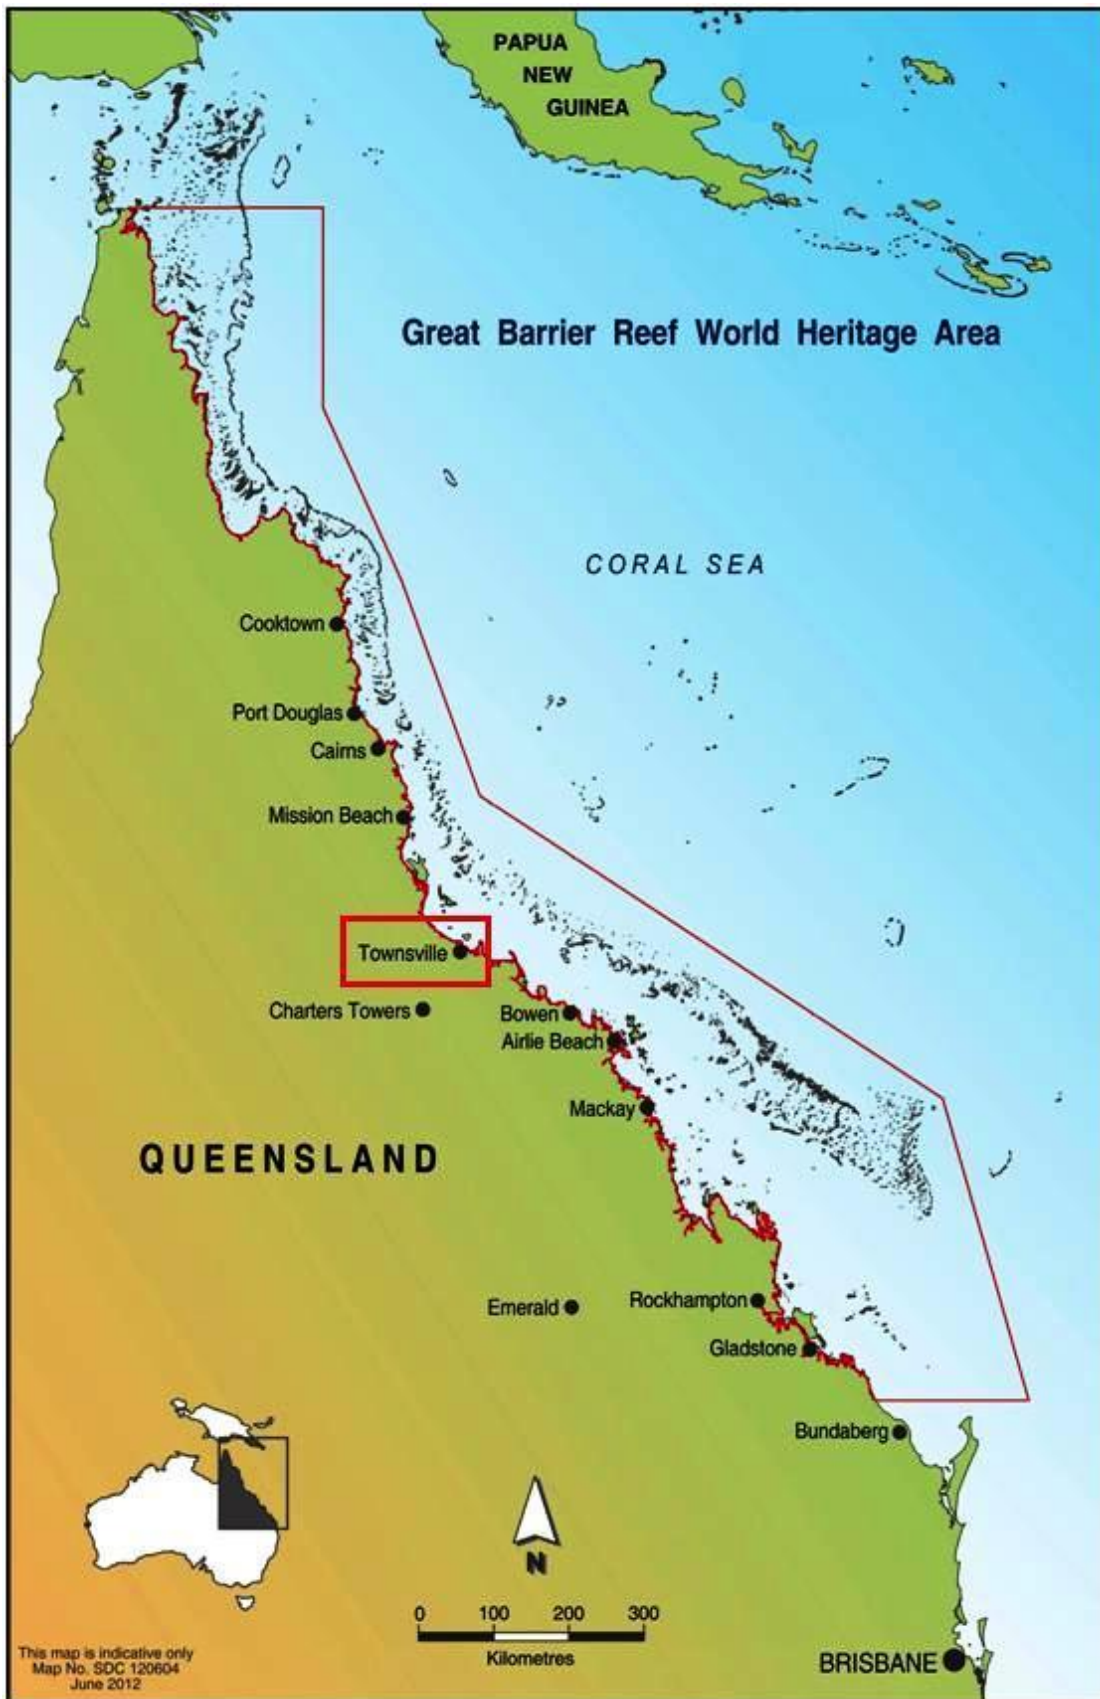 PAPUA
NEW
GUINEA
Great Barrier Reef World Heritage Area
CORAL SEA
Cooktown
Port Douglas
Cairns
Mission Beach
Townsville
Charters Towers
Bowen
Airlie Beach
Mackay
QUEENSLAND
Emerald
Rockhampton
Gladstone
Bundaberg
N
0 100 200 300
Kilometres
This map is indicative only
Map No. SDC 120604
June 2012
BRISBANE